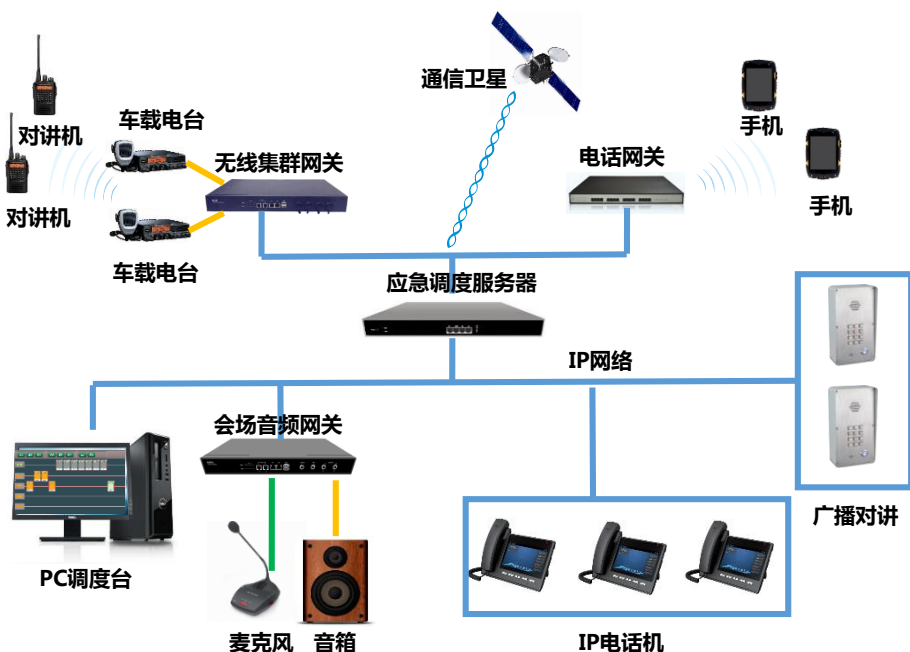 通信卫星
对讲机
车载电台
手机
无线集群网关
电话网关
对讲机
手机
车载电台
应急调度服务器
IP网络
会场音频网关
广播对讲
PC调度台
麦克风
音箱
IP电话机